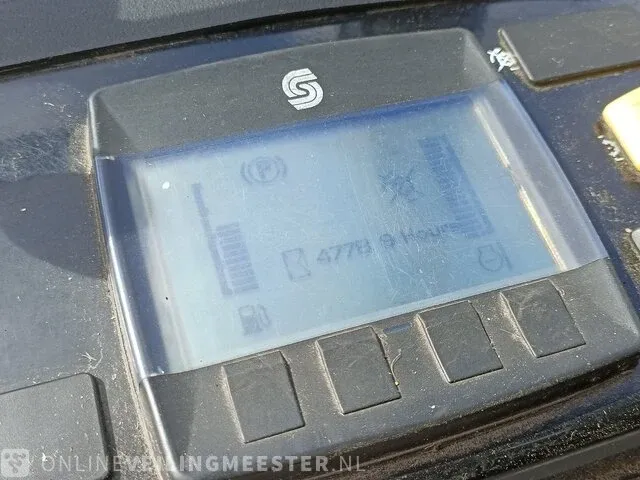 (P)
4778.9 Hours
ONLINEVEILINGMEESTER.NL